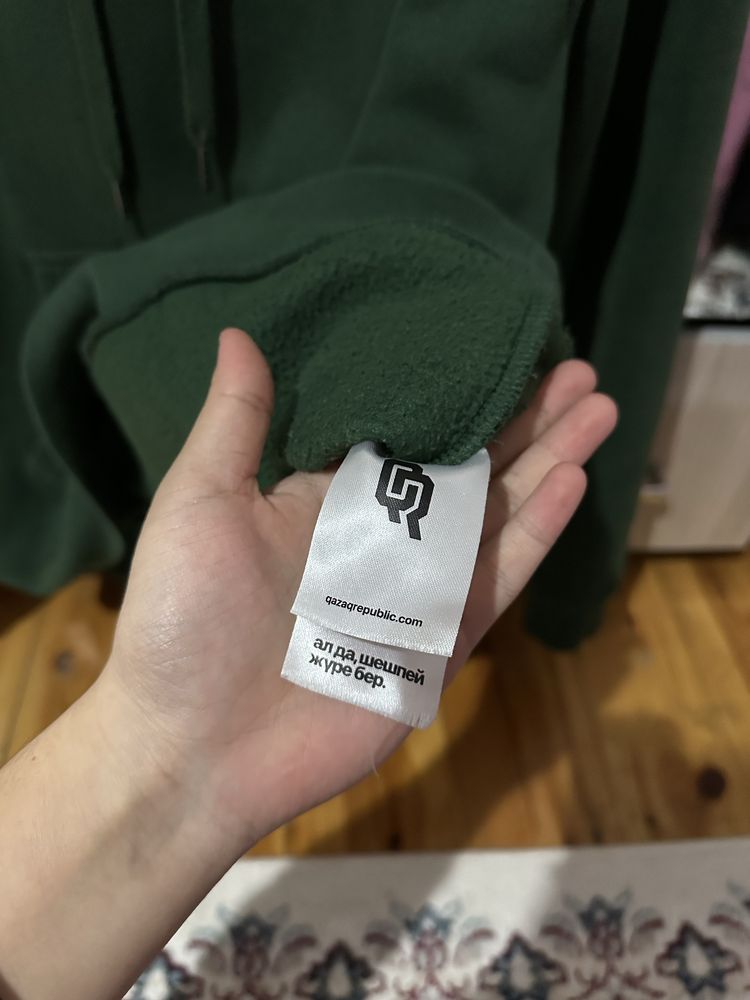 QR
qazaqrepublic.com
ал да, шешпей
жүре бер.